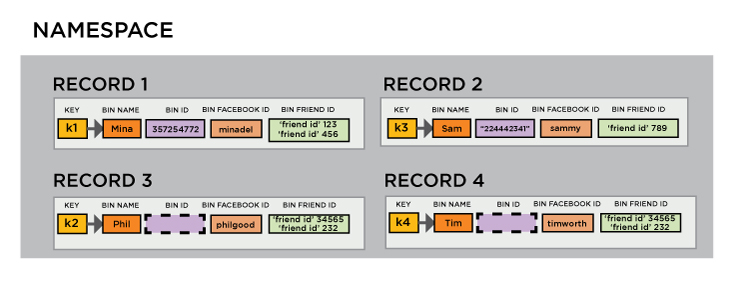 NAMESPACE
RECORD 1
KEY BIN NAME BIN ID BIN FACEBOOK ID BIN FRIEND ID
k1 Mina 357254772 minadel 'friend id' 123
'friend id' 456
RECORD 2
KEY BIN NAME BIN ID BIN FACEBOOK ID BIN FRIEND ID
k3 Sam "224442341" sammy 'friend id' 789
RECORD 3
KEY BIN NAME BIN ID BIN FACEBOOK ID BIN FRIEND ID
k2 Phil philgood 'friend id' 34565
'friend id' 232
RECORD 4
KEY BIN NAME BIN ID BIN FACEBOOK ID BIN FRIEND ID
k4 Tim timworth 'friend id' 34565
'friend id' 232